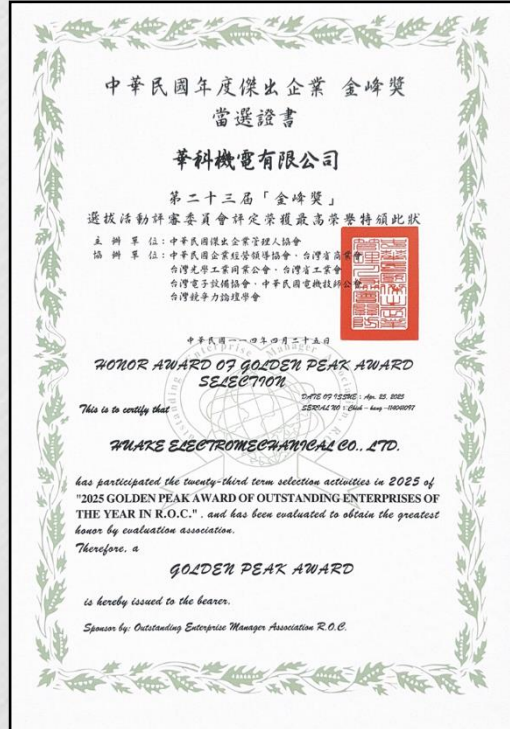 中華民國年度傑出企業 金峰獎
當選證書
華科機電有限公司
第二十三屆「金峰獎」
選拔活動評審委員會評定榮獲最高榮譽特頒此狀
主辦單位：中華民國傑出企業管理人協會
協辦單位：中華民國企業經營領導協會、台灣省商業會
台灣光學工業同業公會、台灣省工業會
台灣電子設備協會、中華民國電機技師公會
台灣競爭力論壇學會
中華民國一一四年四月二十五日
HONOR AWARD OF GOLDEN PEAK AWARD
SELECTION
DATE OF ISSUE : Apr. 25, 2025
This is to certify that
HUAKE ELECTROMECHANICAL CO., LTD.
has participated the twenty-third term selection activities in 2025 of
"2025 GOLDEN PEAK AWARD OF OUTSTANDING ENTERPRISES OF
THE YEAR IN R.O.C." . and has been evaluated to obtain the greatest
honor by evaluation association.
Therefore, a
GOLDEN PEAK AWARD
is hereby issued to the bearer.
Sponsor by: Outstanding Enterprise Manager Association R.O.C.